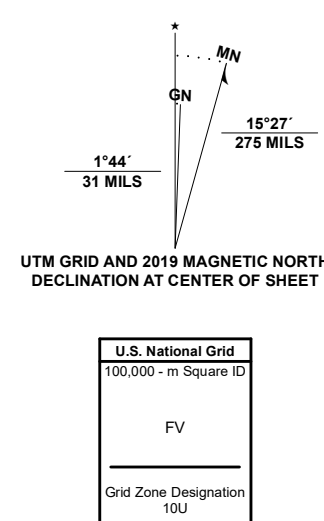 ★
MN
GN
15°27´
275 MILS
1°44´
31 MILS
UTM GRID AND 2019 MAGNETIC NORTH
DECLINATION AT CENTER OF SHEET
U.S. National Grid
100,000 - m Square ID
FV
Grid Zone Designation
10U